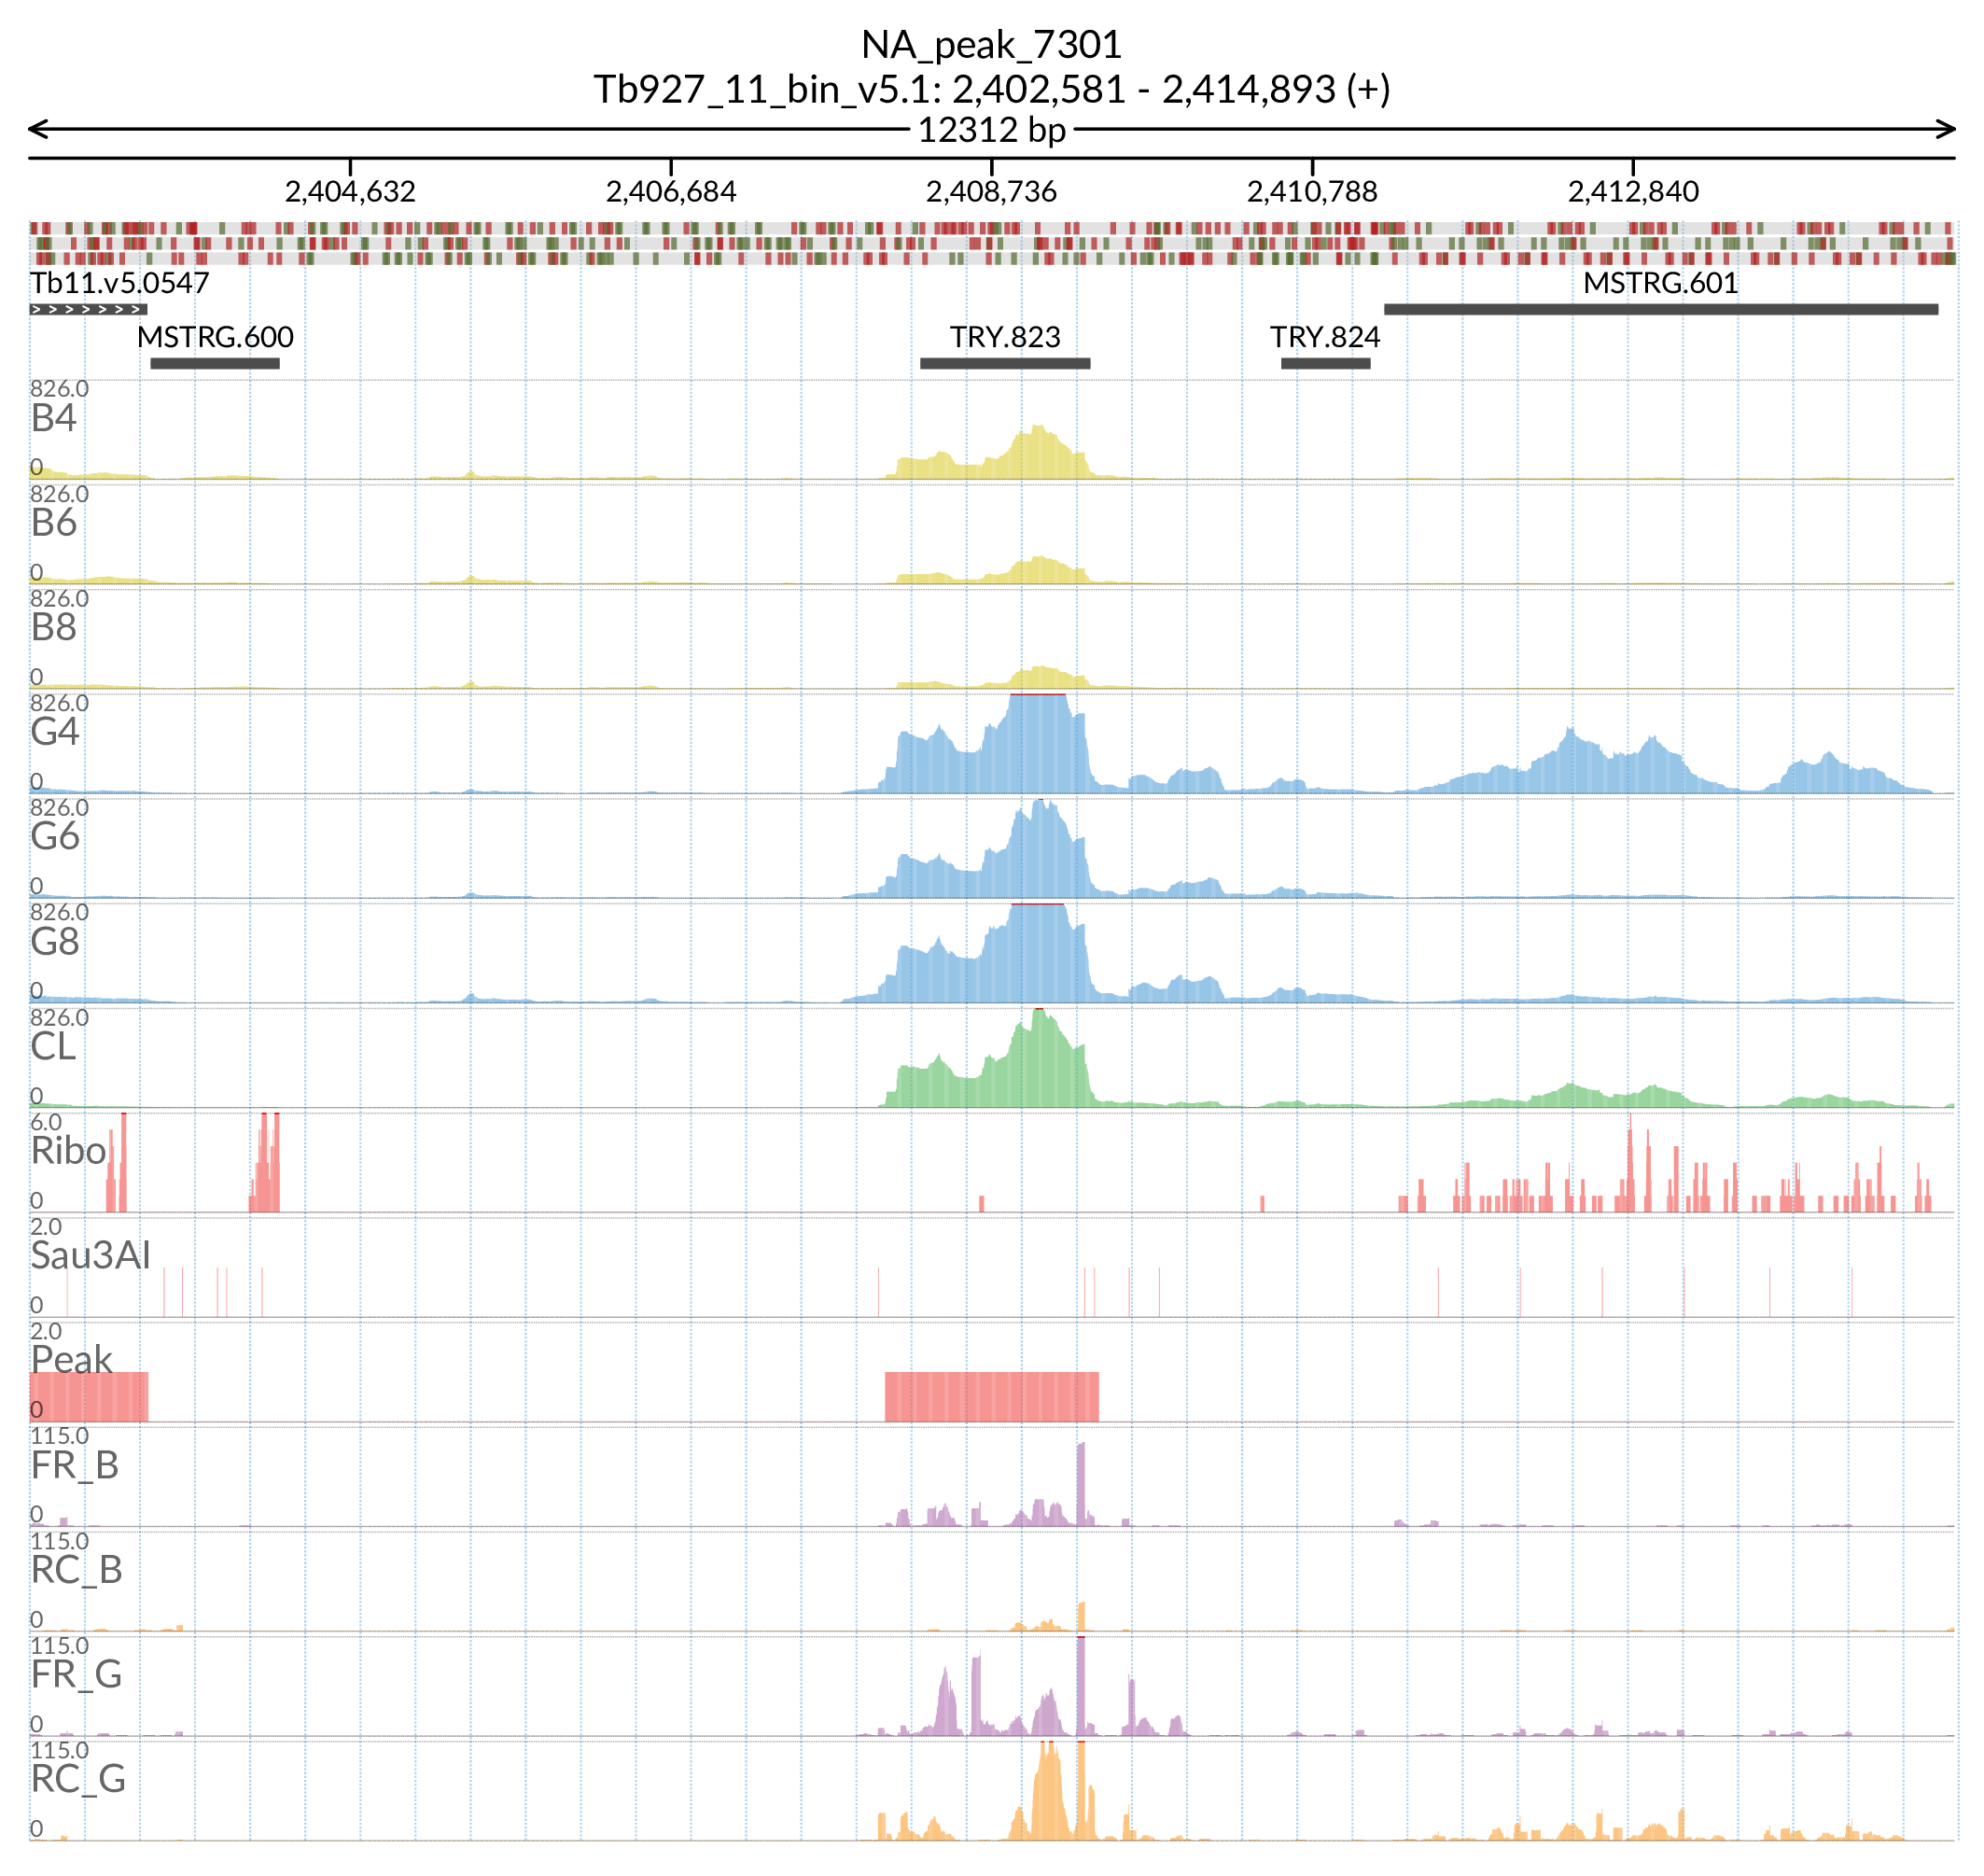 NA_peak_7301
Tb927_11_bin_v5.1: 2,402,581 - 2,414,893 (+)
12312 bp
2,404,632 2,406,684 2,408,736 2,410,788 2,412,840
Tb11.v5.0547 MSTRG.601
> > > > > > >
MSTRG.600 TRY.823 TRY.824
826.0
B4
0
826.0
B6
0
826.0
B8
0
826.0
G4
0
826.0
G6
0
826.0
G8
0
826.0
CL
0
6.0
Ribo
0
2.0
Sau3AI
0
2.0
Peak
0
115.0
FR_B
0
115.0
RC_B
0
115.0
FR_G
0
115.0
RC_G
0